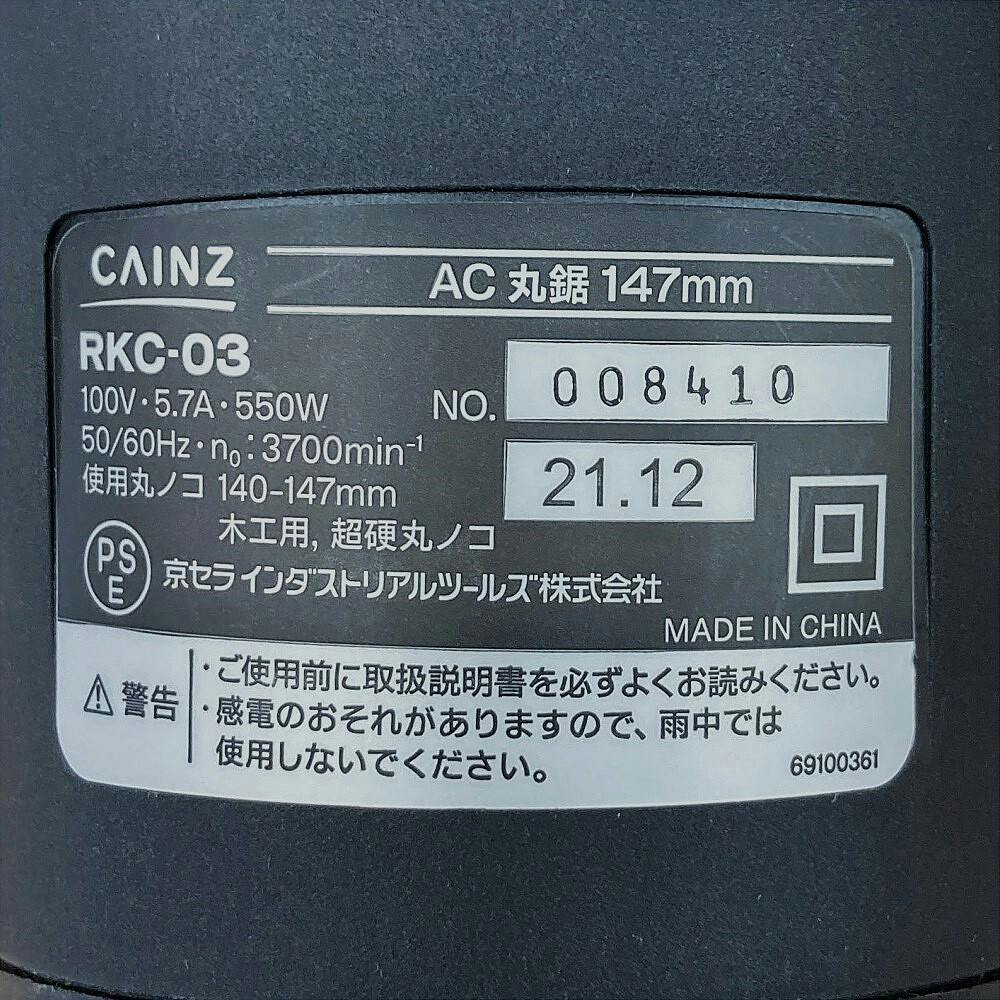 CAINZ
AC 丸鋸 147mm
RKC-03
100V・5.7A・550W
NO. 008410
50/60Hz・n₀：3700min⁻¹
21.12
使用丸ノコ 140-147mm
木工用, 超硬丸ノコ
PS
E
京セラインダストリアルツールズ株式会社
MADE IN CHINA
警告
・ご使用前に取扱説明書を必ずよくお読みください。
・感電のおそれがありますので、雨中では
使用しないでください。
69100361